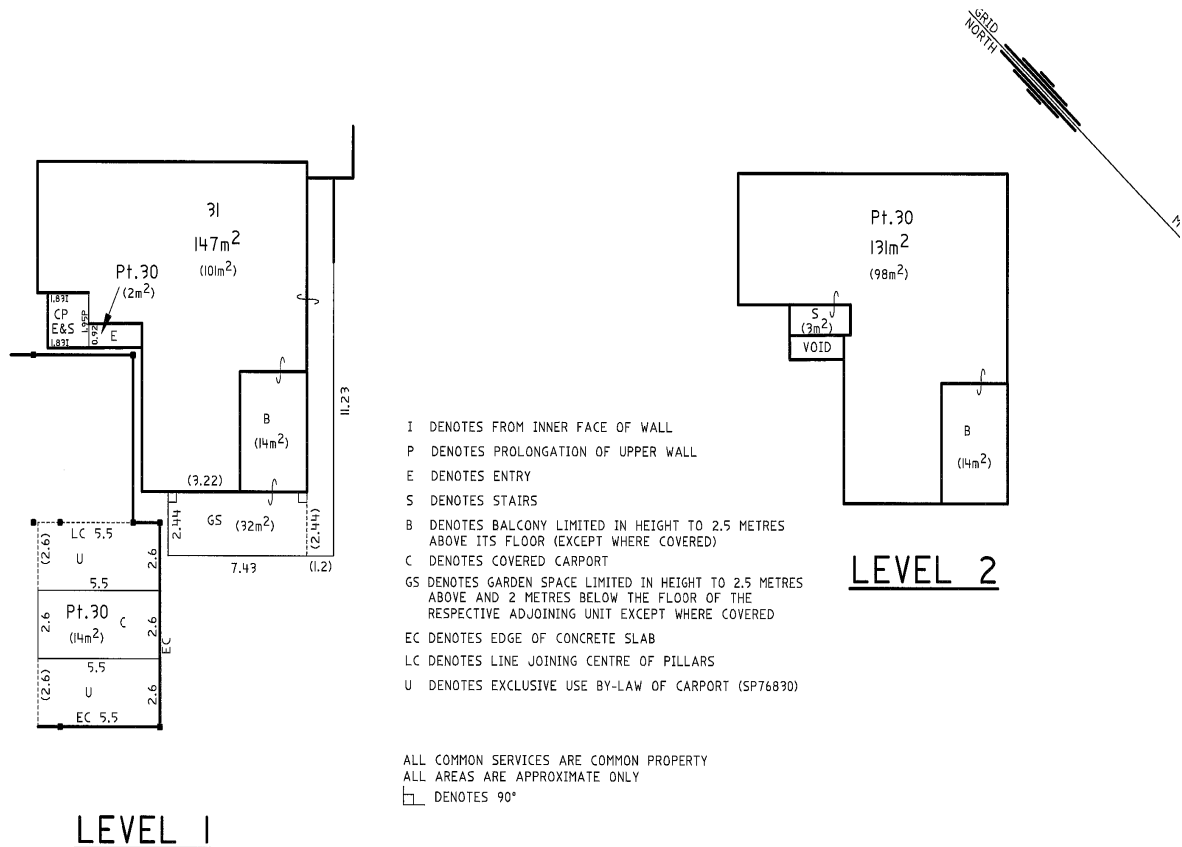 GRID
NORTH
M
31
147m²
(101m²)
Pt.30
(2m²)
1.83I
CP
E&S
1.83I
1.95P
0.92
E
B
(14m²)
11.23
(3.22)
2.44
GS (32m²)
(2.44)
7.43 (1.2)
LC 5.5
(2.6) U 2.6
5.5
Pt.30 C
2.6 (14m²) 2.6
EC
5.5
(2.6) U 2.6
EC 5.5
LEVEL 1
Pt.30
131m²
(98m²)
S
(3m²)
VOID
B
(14m²)
LEVEL 2
I DENOTES FROM INNER FACE OF WALL
P DENOTES PROLONGATION OF UPPER WALL
E DENOTES ENTRY
S DENOTES STAIRS
B DENOTES BALCONY LIMITED IN HEIGHT TO 2.5 METRES
ABOVE ITS FLOOR (EXCEPT WHERE COVERED)
C DENOTES COVERED CARPORT
GS DENOTES GARDEN SPACE LIMITED IN HEIGHT TO 2.5 METRES
ABOVE AND 2 METRES BELOW THE FLOOR OF THE
RESPECTIVE ADJOINING UNIT EXCEPT WHERE COVERED
EC DENOTES EDGE OF CONCRETE SLAB
LC DENOTES LINE JOINING CENTRE OF PILLARS
U DENOTES EXCLUSIVE USE BY-LAW OF CARPORT (SP76830)
ALL COMMON SERVICES ARE COMMON PROPERTY
ALL AREAS ARE APPROXIMATE ONLY
DENOTES 90°